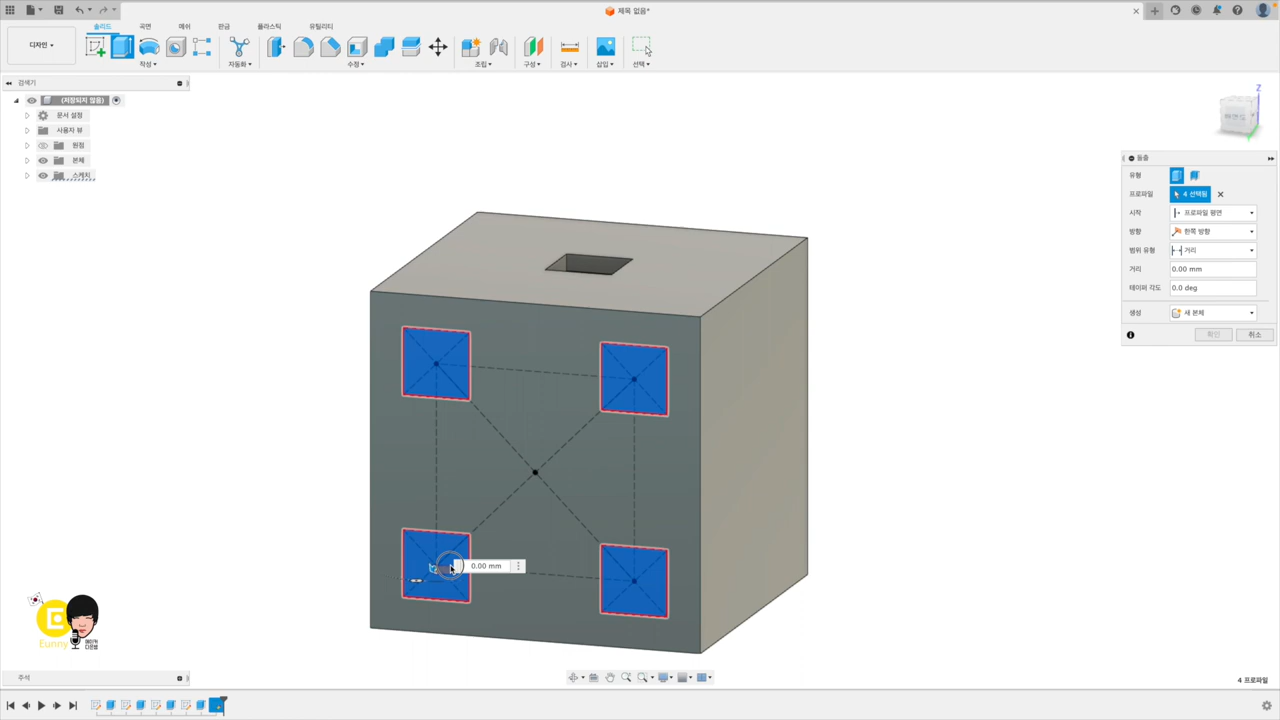 제목 없음*
솔리드 곡면 메쉬 판금 플라스틱 유틸리티
디자인
작성 자동화 수정 조립 구성 검사 삽입 선택
검색기
(저장되지 않음)
문서 설정
사용자 뷰
원점
본체
스케치
Z
돌출
유형
프로파일 4 선택됨
시작 프로파일 평면
방향 한쪽 방향
범위 유형 거리
거리 0.00 mm
테이퍼 각도 0.0 deg
생성 새 본체
확인 취소
0.00 mm
Eunny
주석
4 프로파일